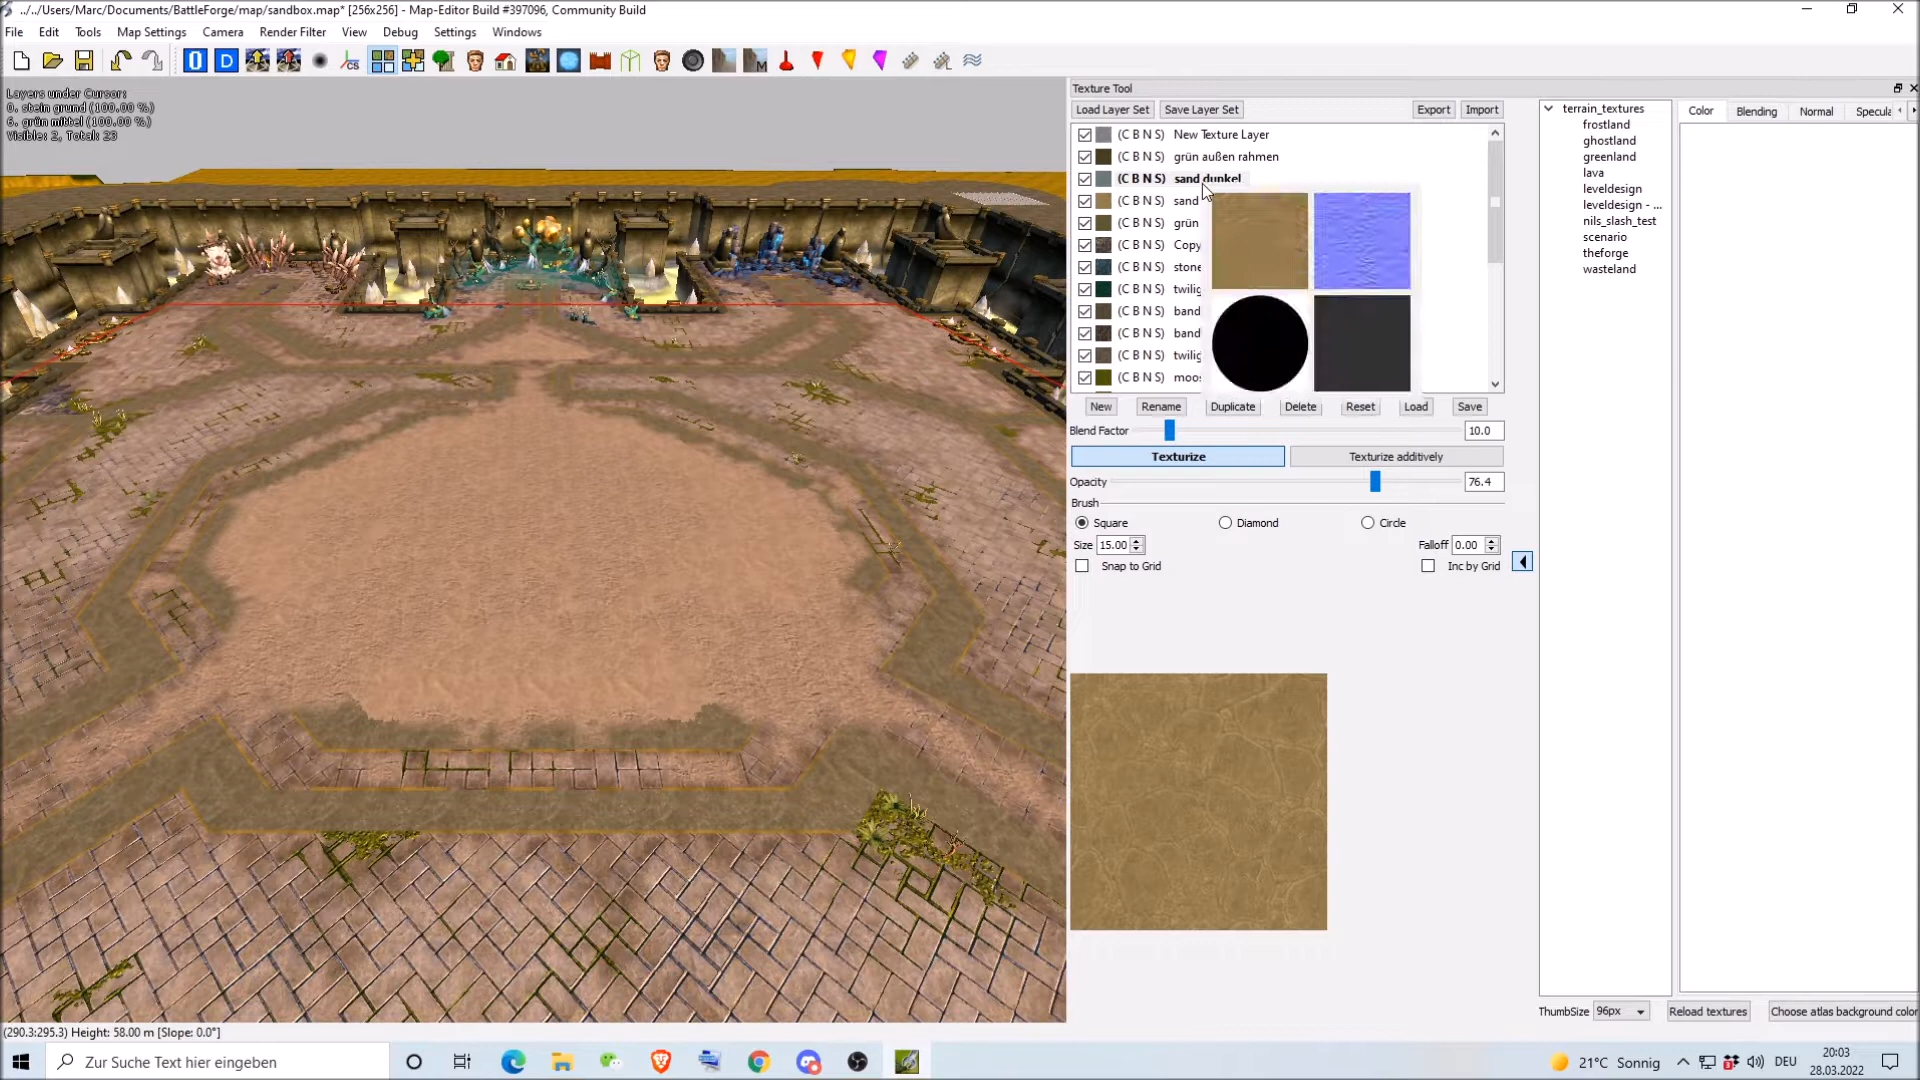 ../../Users/Marc/Documents/BattleForge/map/sandbox.map* [256x256] - Map-Editor Build #397096, Community Build
File Edit Tools Map Settings Camera Render Filter View Debug Settings Windows
Layers under Cursor:
0. stein grund (100.00 %)
6. grün mittel (100.00 %)
Visible: 2, Total: 23
Texture Tool
Load Layer Set Save Layer Set Export Import
(C B N S) New Texture Layer
(C B N S) grün außen rahmen
(C B N S) sand dunkel
(C B N S) sand
(C B N S) grün
(C B N S) Copy
(C B N S) stone
(C B N S) twilig
(C B N S) band
(C B N S) band
(C B N S) twilig
(C B N S) moos
New Rename Duplicate Delete Reset Load Save
Blend Factor 10.0
Texturize Texturize additively
Opacity 76.4
Brush
Square Diamond Circle
Size 15.00 Falloff 0.00
Snap to Grid Inc by Grid
terrain_textures
frostland
ghostland
greenland
lava
leveldesign
leveldesign - ...
nils_slash_test
scenario
theforge
wasteland
Color Blending Normal Specula
ThumbSize 96px Reload textures Choose atlas background color
(290.3:295.3) Height: 58.00 m [Slope: 0.0°]
Zur Suche Text hier eingeben
21°C Sonnig DEU
20:03
28.03.2022